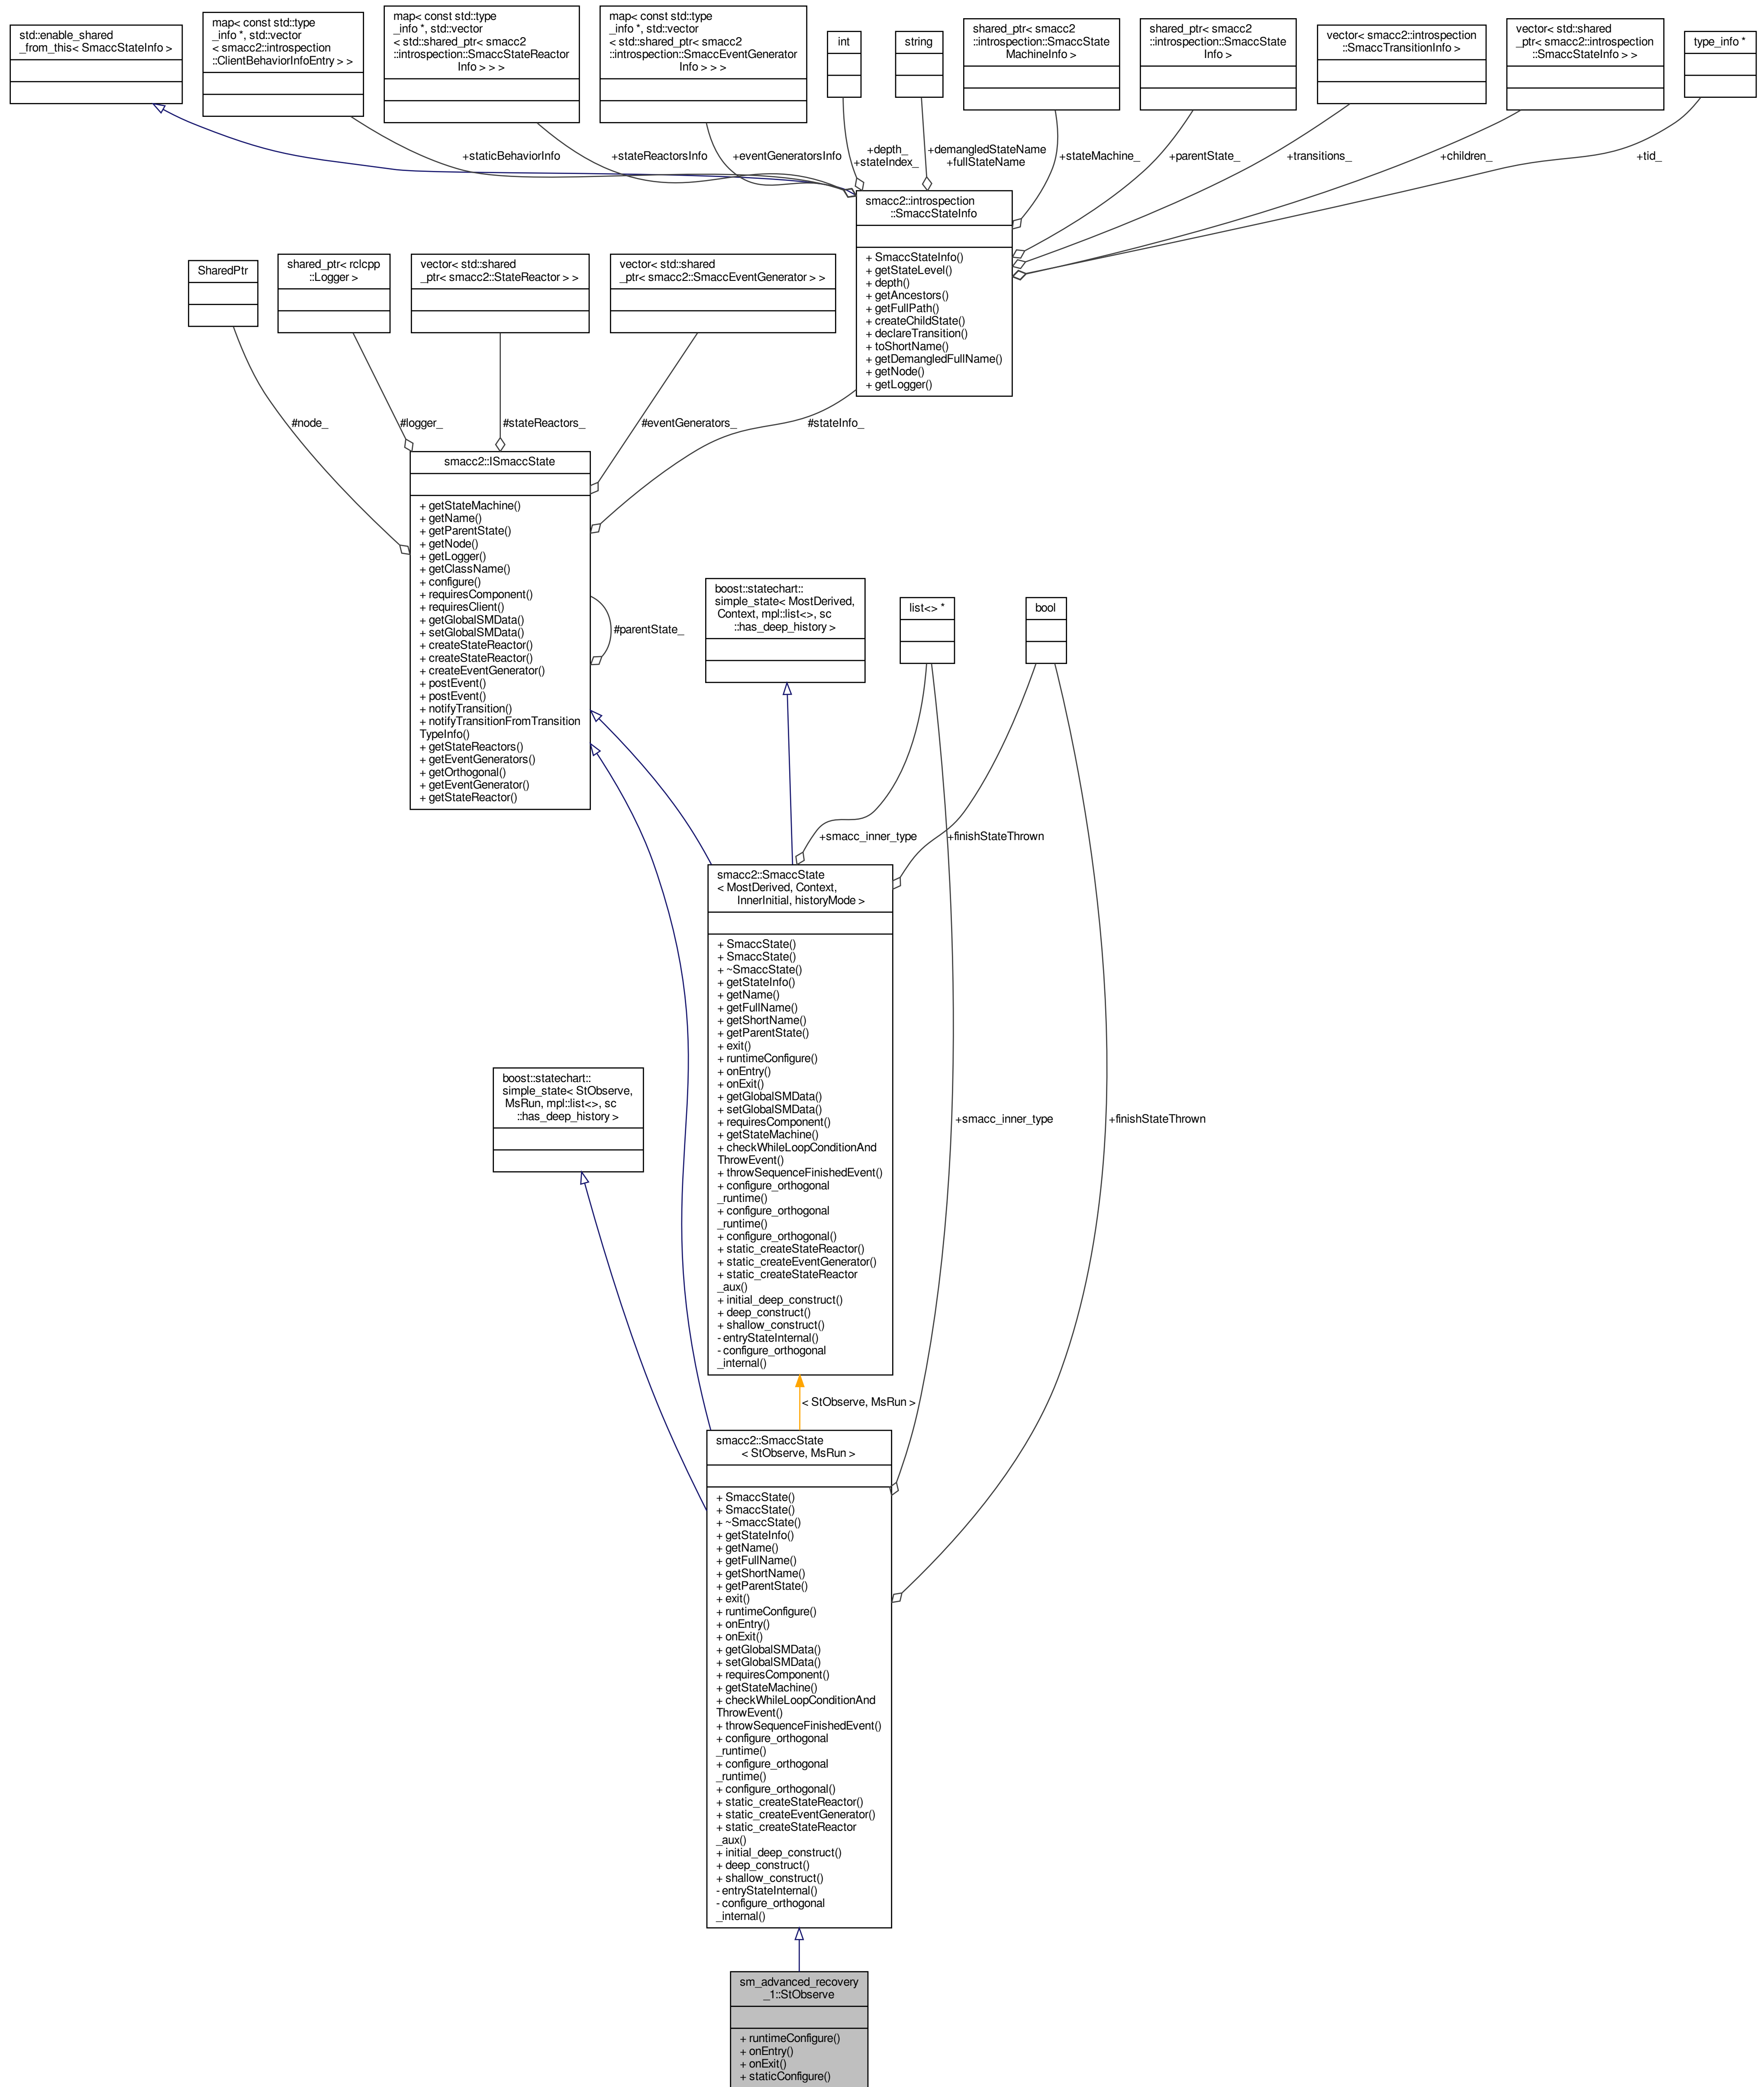 std::enable_shared
_from_this< SmaccStateInfo >
map< const std::type
_info *, std::vector
< smacc2::introspection
::ClientBehaviorInfoEntry > >
map< const std::type
_info *, std::vector
< std::shared_ptr< smacc2
::introspection::SmaccStateReactor
Info > > >
map< const std::type
_info *, std::vector
< std::shared_ptr< smacc2
::introspection::SmaccEventGenerator
Info > > >
int
string
shared_ptr< smacc2
::introspection::SmaccState
MachineInfo >
shared_ptr< smacc2
::introspection::SmaccState
Info >
vector< smacc2::introspection
::SmaccTransitionInfo >
vector< std::shared
_ptr< smacc2::introspection
::SmaccStateInfo > >
type_info *
+staticBehaviorInfo
+stateReactorsInfo
+eventGeneratorsInfo
+depth_
+stateIndex_
+demangledStateName
+fullStateName
+stateMachine_
+parentState_
+transitions_
+children_
+tid_
smacc2::introspection
::SmaccStateInfo
+ SmaccStateInfo()
+ getStateLevel()
+ depth()
+ getAncestors()
+ getFullPath()
+ createChildState()
+ declareTransition()
+ toShortName()
+ getDemangledFullName()
+ getNode()
+ getLogger()
SharedPtr
shared_ptr< rclcpp
::Logger >
vector< std::shared
_ptr< smacc2::StateReactor > >
vector< std::shared
_ptr< smacc2::SmaccEventGenerator > >
#node_
#logger_
#stateReactors_
#eventGenerators_
#stateInfo_
smacc2::ISmaccState
+ getStateMachine()
+ getName()
+ getParentState()
+ getNode()
+ getLogger()
+ getClassName()
+ configure()
+ requiresComponent()
+ requiresClient()
+ getGlobalSMData()
+ setGlobalSMData()
+ createStateReactor()
+ createStateReactor()
+ createEventGenerator()
+ postEvent()
+ postEvent()
+ notifyTransition()
+ notifyTransitionFromTransition
TypeInfo()
+ getStateReactors()
+ getEventGenerators()
+ getOrthogonal()
+ getEventGenerator()
+ getStateReactor()
#parentState_
boost::statechart::
simple_state< MostDerived,
Context, mpl::list<>, sc
::has_deep_history >
list<> *
bool
+smacc_inner_type
+finishStateThrown
smacc2::SmaccState
< MostDerived, Context,
InnerInitial, historyMode >
+ SmaccState()
+ SmaccState()
+ ~SmaccState()
+ getStateInfo()
+ getName()
+ getFullName()
+ getShortName()
+ getParentState()
+ exit()
+ runtimeConfigure()
+ onEntry()
+ onExit()
+ getGlobalSMData()
+ setGlobalSMData()
+ requiresComponent()
+ getStateMachine()
+ checkWhileLoopConditionAnd
ThrowEvent()
+ throwSequenceFinishedEvent()
+ configure_orthogonal
_runtime()
+ configure_orthogonal
_runtime()
+ configure_orthogonal()
+ static_createStateReactor()
+ static_createEventGenerator()
+ static_createStateReactor
_aux()
+ initial_deep_construct()
+ deep_construct()
+ shallow_construct()
- entryStateInternal()
- configure_orthogonal
_internal()
boost::statechart::
simple_state< StObserve,
MsRun, mpl::list<>, sc
::has_deep_history >
+smacc_inner_type
+finishStateThrown
< StObserve, MsRun >
smacc2::SmaccState
< StObserve, MsRun >
+ SmaccState()
+ SmaccState()
+ ~SmaccState()
+ getStateInfo()
+ getName()
+ getFullName()
+ getShortName()
+ getParentState()
+ exit()
+ runtimeConfigure()
+ onEntry()
+ onExit()
+ getGlobalSMData()
+ setGlobalSMData()
+ requiresComponent()
+ getStateMachine()
+ checkWhileLoopConditionAnd
ThrowEvent()
+ throwSequenceFinishedEvent()
+ configure_orthogonal
_runtime()
+ configure_orthogonal
_runtime()
+ configure_orthogonal()
+ static_createStateReactor()
+ static_createEventGenerator()
+ static_createStateReactor
_aux()
+ initial_deep_construct()
+ deep_construct()
+ shallow_construct()
- entryStateInternal()
- configure_orthogonal
_internal()
sm_advanced_recovery
_1::StObserve
+ runtimeConfigure()
+ onEntry()
+ onExit()
+ staticConfigure()